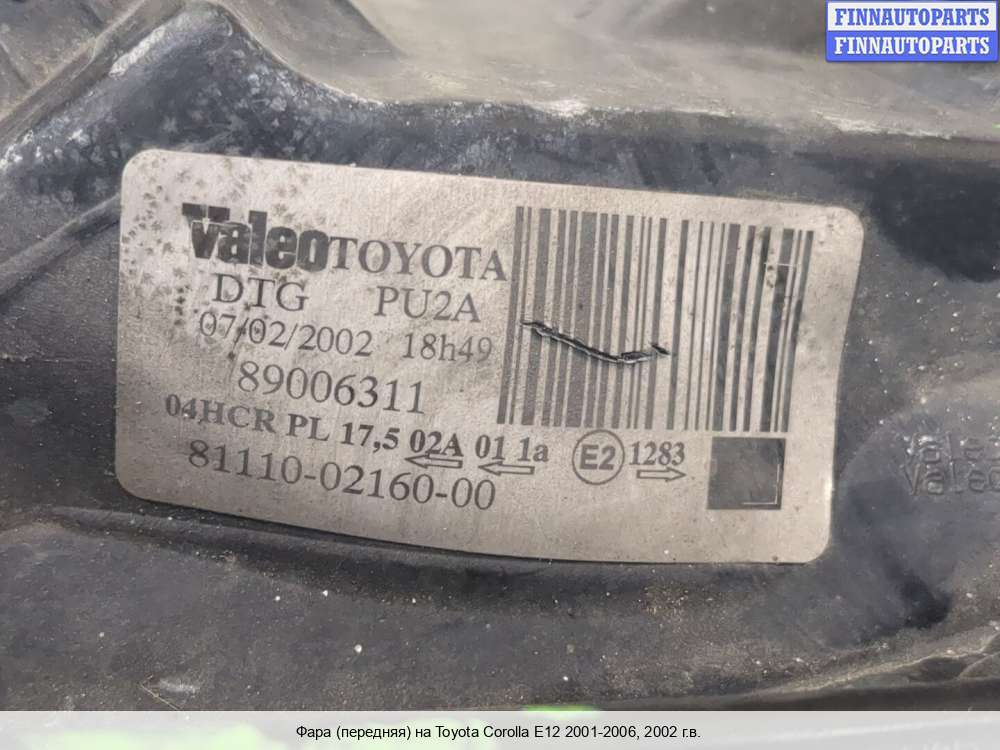 FINNAUTOPARTS
FINNAUTOPARTS
Valeo TOYOTA
DTG PU2A
07/02/2002 18h49
89006311
04HCR PL 17,5 02A 01 1a E2 1283
81110-02160-00
Valeo
Фара (передняя) на Toyota Corolla E12 2001-2006, 2002 г.в.